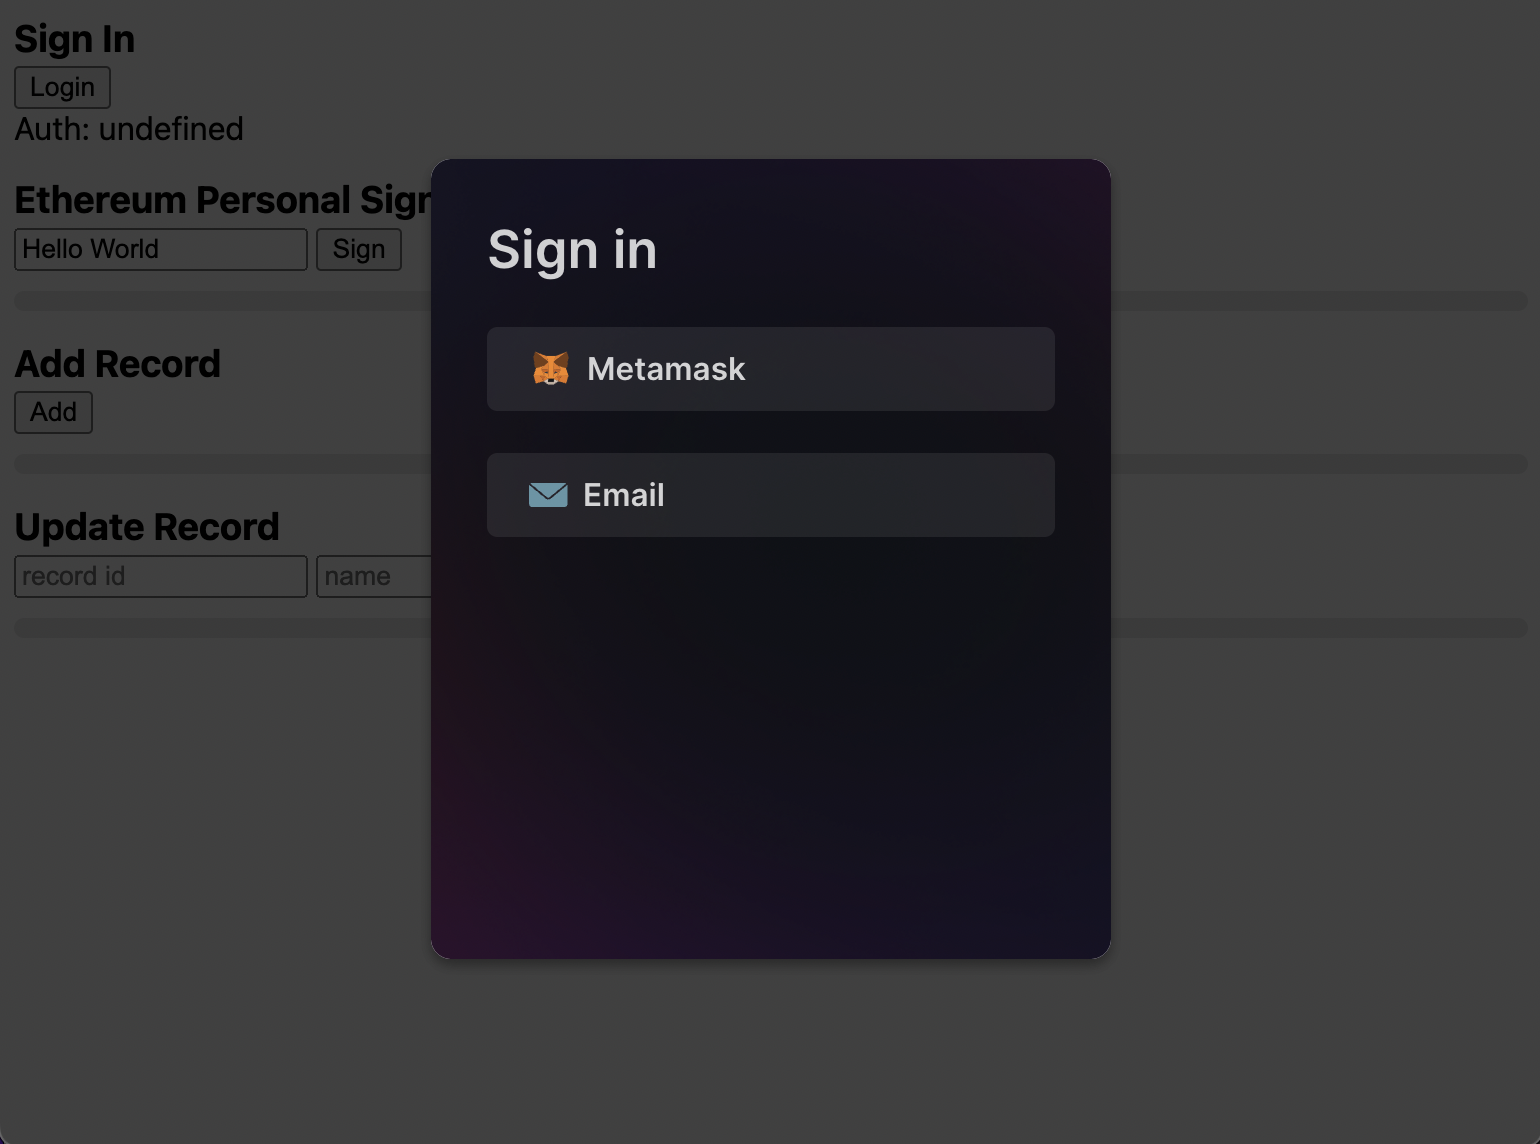 Sign In
Login
Auth: undefined
Ethereum Personal Sign
Hello World
Sign
Add Record
Add
Update Record
record id
name
Sign in
Metamask
Email